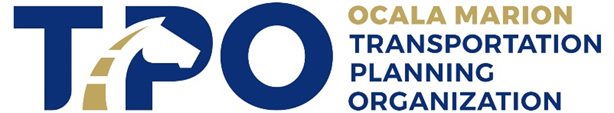 TPO
OCALA MARION
TRANSPORTATION
PLANNING
ORGANIZATION